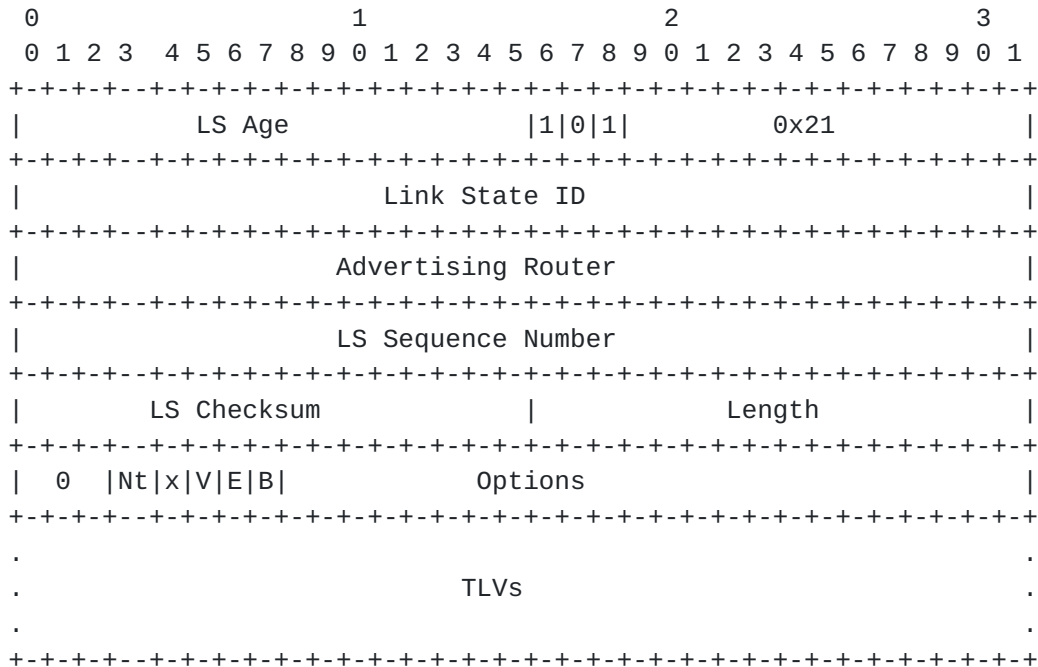 0                   1                   2                   3
0 1 2 3  4 5 6 7 8 9 0 1 2 3 4 5 6 7 8 9 0 1 2 3 4 5 6 7 8 9 0 1
+-+-+-+--+-+-+-+-+-+-+-+-+-+-+-+-+-+-+-+-+-+-+-+-+-+-+-+-+-+-+-+-+
|           LS Age               |1|0|1|         0x21            |
+-+-+-+--+-+-+-+-+-+-+-+-+-+-+-+-+-+-+-+-+-+-+-+-+-+-+-+-+-+-+-+-+
|                       Link State ID                            |
+-+-+-+--+-+-+-+-+-+-+-+-+-+-+-+-+-+-+-+-+-+-+-+-+-+-+-+-+-+-+-+-+
|                    Advertising Router                          |
+-+-+-+--+-+-+-+-+-+-+-+-+-+-+-+-+-+-+-+-+-+-+-+-+-+-+-+-+-+-+-+-+
|                    LS Sequence Number                          |
+-+-+-+--+-+-+-+-+-+-+-+-+-+-+-+-+-+-+-+-+-+-+-+-+-+-+-+-+-+-+-+-+
|        LS Checksum             |            Length             |
+-+-+-+--+-+-+-+-+-+-+-+-+-+-+-+-+-+-+-+-+-+-+-+-+-+-+-+-+-+-+-+-+
|  0  |Nt|x|V|E|B|            Options                            |
+-+-+-+--+-+-+-+-+-+-+-+-+-+-+-+-+-+-+-+-+-+-+-+-+-+-+-+-+-+-+-+-+
.                                                                .
.                            TLVs                                .
.                                                                .
+-+-+-+--+-+-+-+-+-+-+-+-+-+-+-+-+-+-+-+-+-+-+-+-+-+-+-+-+-+-+-+-+